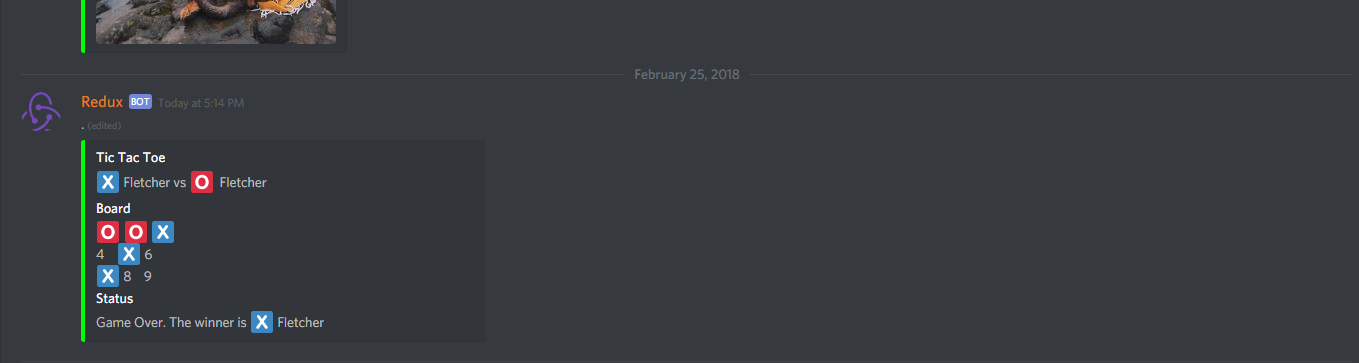 February 25, 2018
Redux BOT Today at 5:14 PM
. (edited)
Tic Tac Toe
X Fletcher vs O Fletcher
Board
O O X
4 X 6
X 8 9
Status
Game Over. The winner is X Fletcher